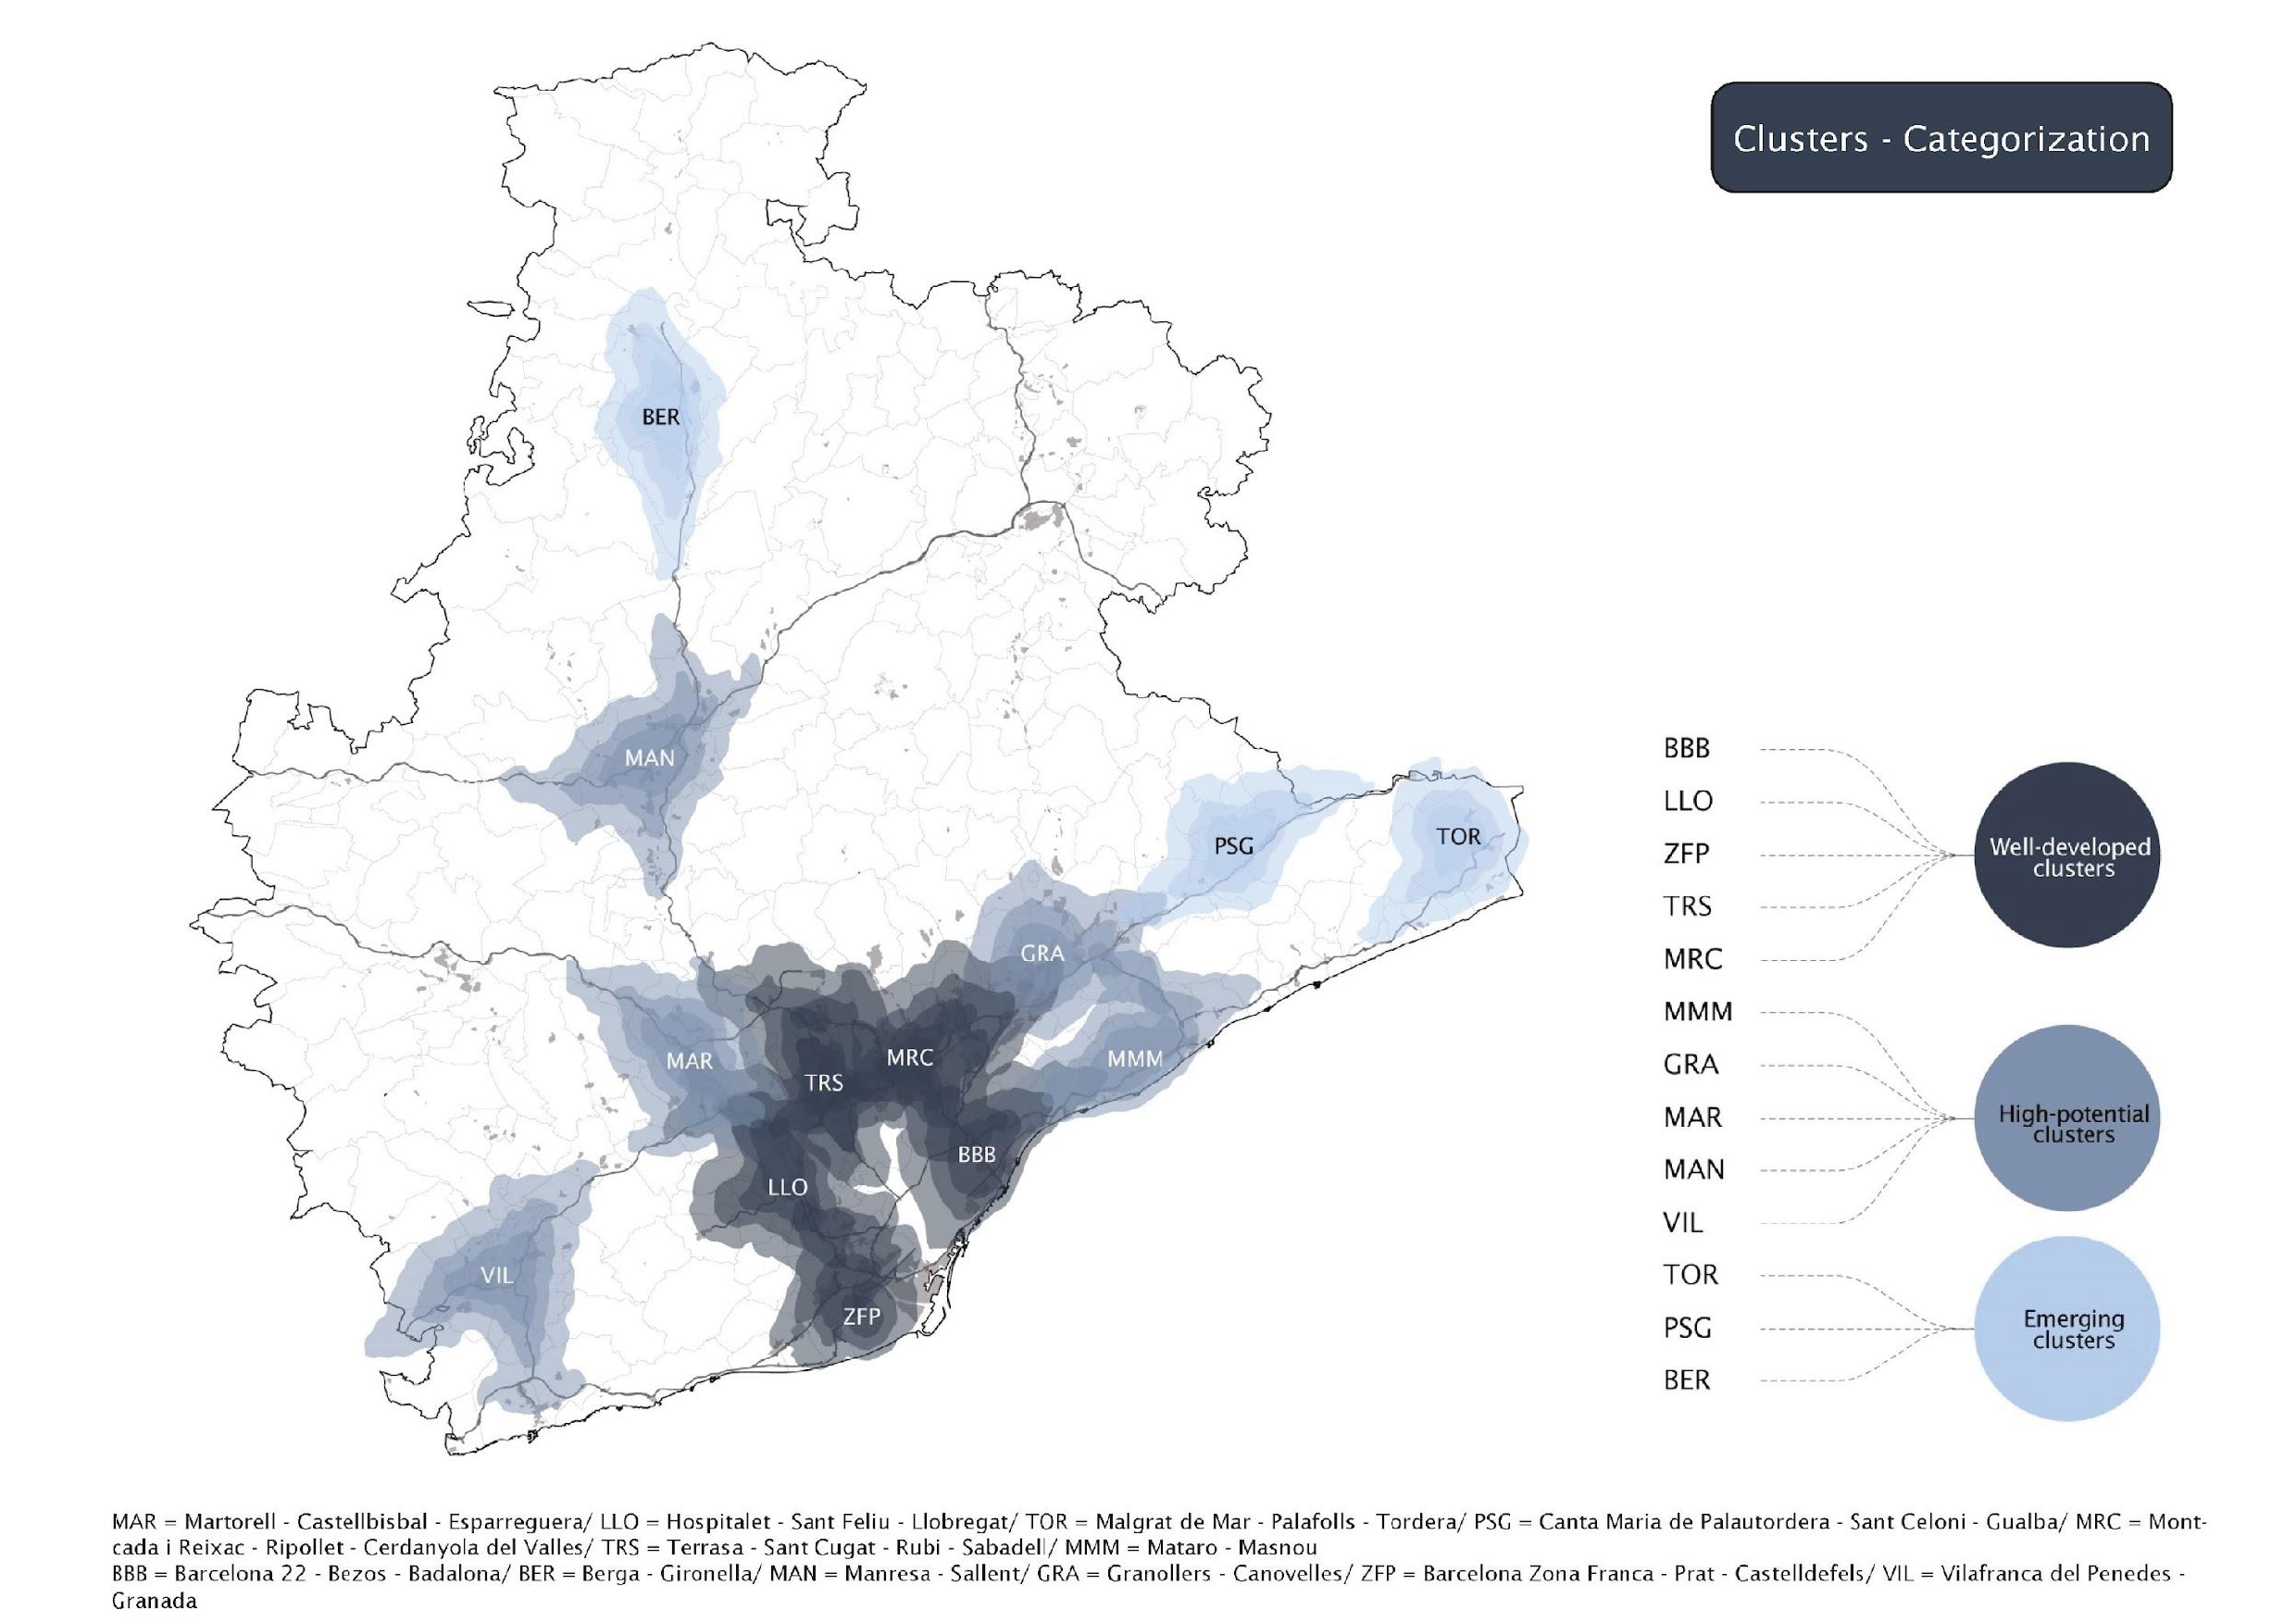 Clusters - Categorization
BER
MAN
PSG
TOR
GRA
MAR
MRC
MMM
TRS
BBB
LLO
VIL
ZFP
BBB
LLO
ZFP
TRS
MRC
Well-developed
clusters
MMM
GRA
MAR
MAN
VIL
High-potential
clusters
TOR
PSG
BER
Emerging
clusters
MAR = Martorell - Castellbisbal - Esparreguera/ LLO = Hospitalet - Sant Feliu - Llobregat/ TOR = Malgrat de Mar - Palafolls - Tordera/ PSG = Canta Maria de Palautordera - Sant Celoni - Gualba/ MRC = Mont-
cada i Reixac - Ripollet - Cerdanyola del Valles/ TRS = Terrasa - Sant Cugat - Rubi - Sabadell/ MMM = Mataro - Masnou
BBB = Barcelona 22 - Bezos - Badalona/ BER = Berga - Gironella/ MAN = Manresa - Sallent/ GRA = Granollers - Canovelles/ ZFP = Barcelona Zona Franca - Prat - Castelldefels/ VIL = Vilafranca del Penedes -
Granada